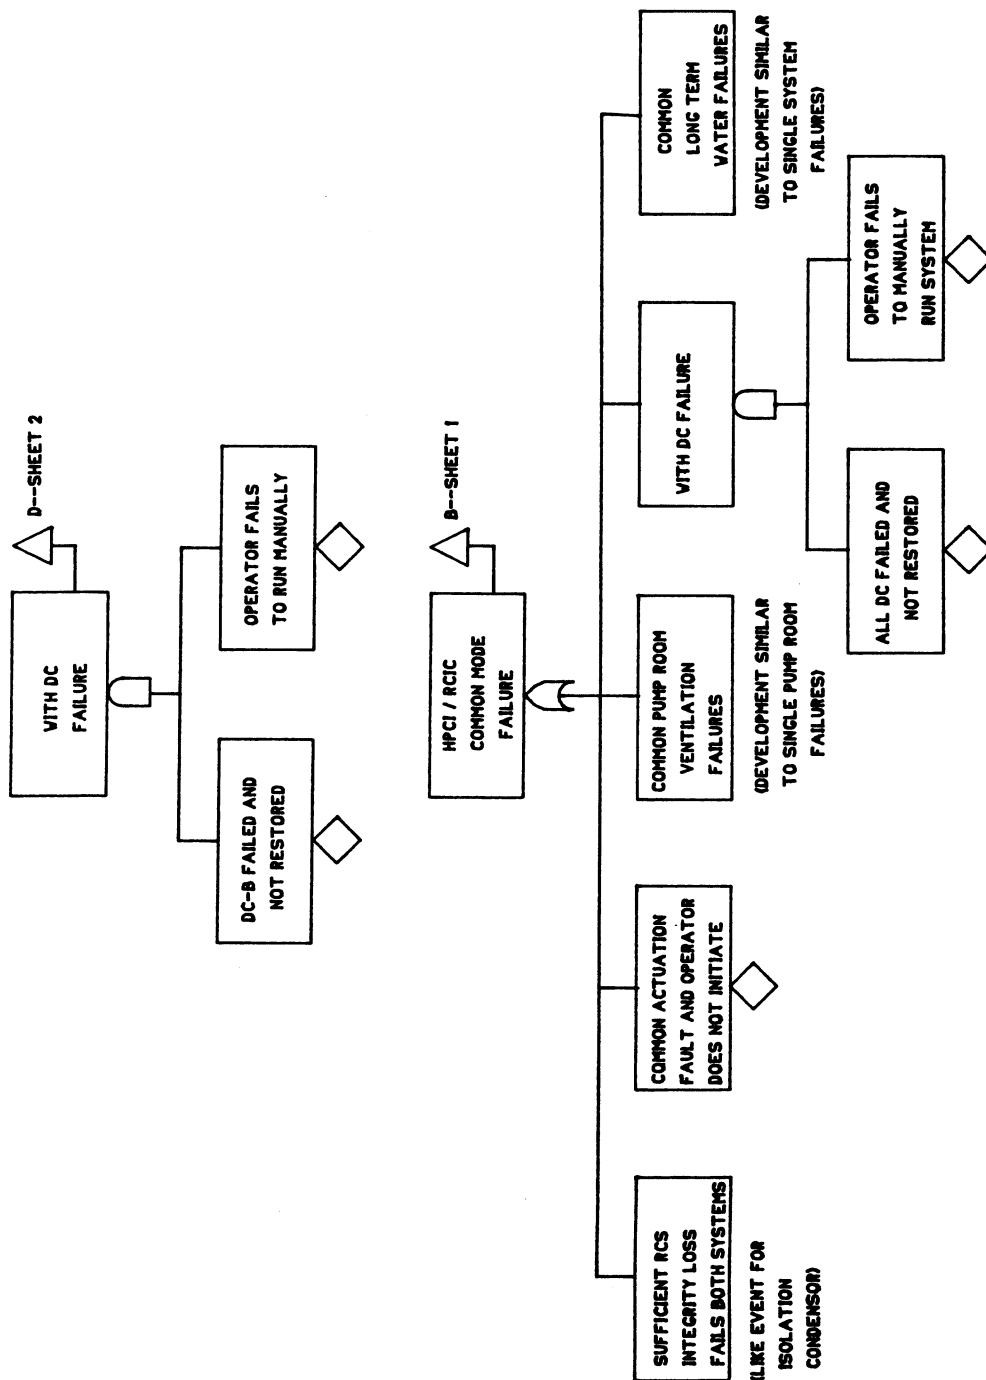 D--SHEET 2
WITH DC
FAILURE
DC-B FAILED AND
NOT RESTORED
OPERATOR FAILS
TO RUN MANUALLY
B--SHEET 1
HPCI / RCIC
COMMON MODE
FAILURE
SUFFICIENT RCS
INTEGRITY LOSS
FAILS BOTH SYSTEMS
(LIKE EVENT FOR
ISOLATION
CONDENSOR)
COMMON ACTUATION
FAULT AND OPERATOR
DOES NOT INITIATE
COMMON PUMP ROOM
VENTILATION
FAILURES
(DEVELOPMENT SIMILAR
TO SINGLE PUMP ROOM
FAILURES)
WITH DC FAILURE
COMMON
LONG TERM
WATER FAILURES
(DEVELOPMENT SIMILAR
TO SINGLE SYSTEM
FAILURES)
ALL DC FAILED AND
NOT RESTORED
OPERATOR FAILS
TO MANUALLY
RUN SYSTEM